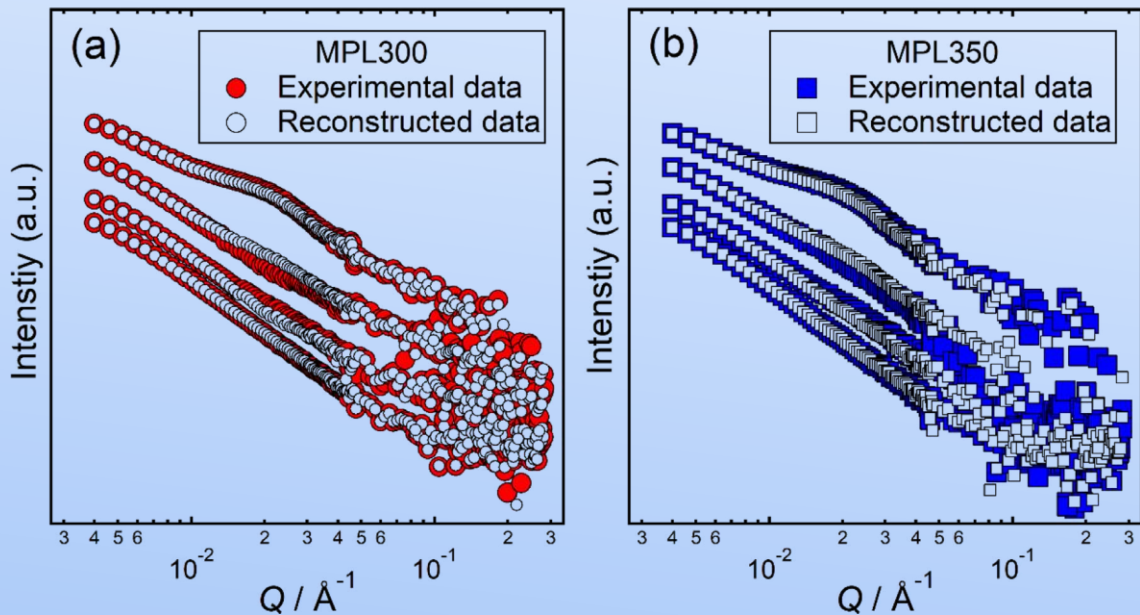 (a)
MPL300
Experimental data
Reconstructed data
Intenstiy (a.u.)
3 4 5 6 10⁻² 2 3 4 5 6 10⁻¹ 2 3
Q / Å⁻¹
(b)
MPL350
Experimental data
Reconstructed data
Intenstiy (a.u.)
3 4 5 6 10⁻² 2 3 4 5 6 10⁻¹ 2 3
Q / Å⁻¹